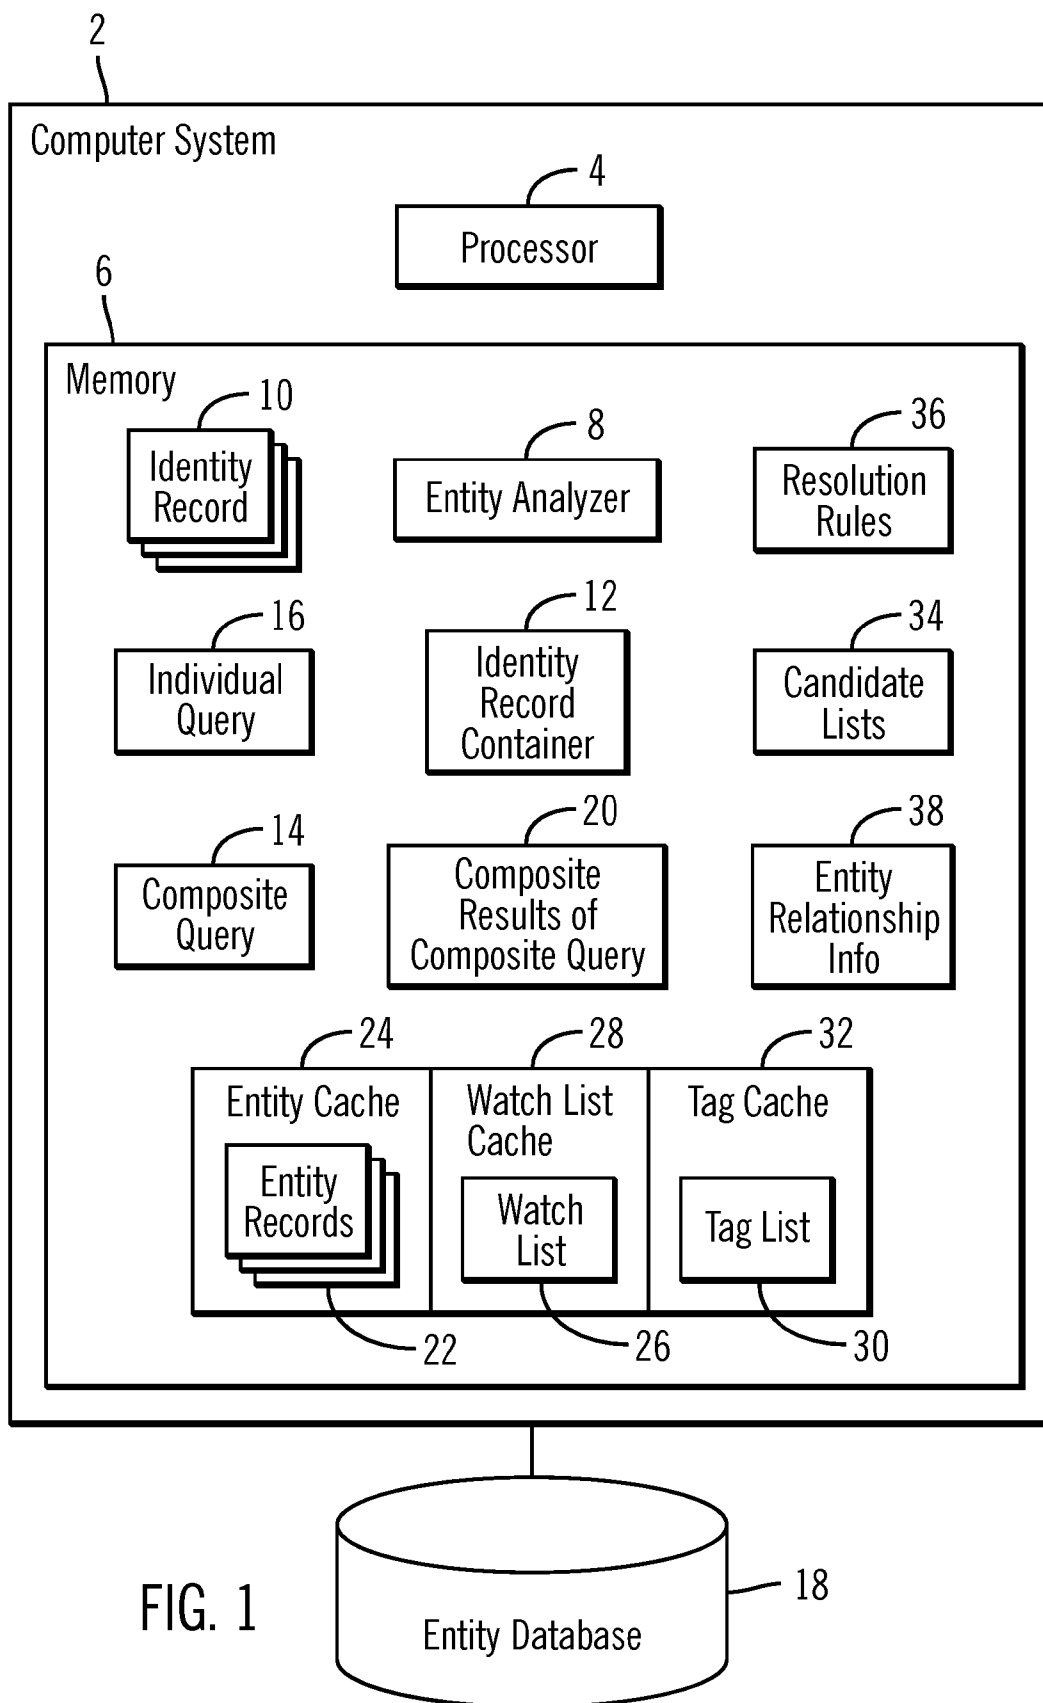 2
Computer System
4
Processor
6
Memory
10
Identity
Record
8
Entity Analyzer
36
Resolution
Rules
16
Individual
Query
12
Identity
Record
Container
34
Candidate
Lists
14
Composite
Query
20
Composite
Results of
Composite Query
38
Entity
Relationship
Info
24
Entity Cache
Entity
Records
22
28
Watch List
Cache
Watch
List
26
32
Tag Cache
Tag List
30
18
Entity Database
FIG. 1